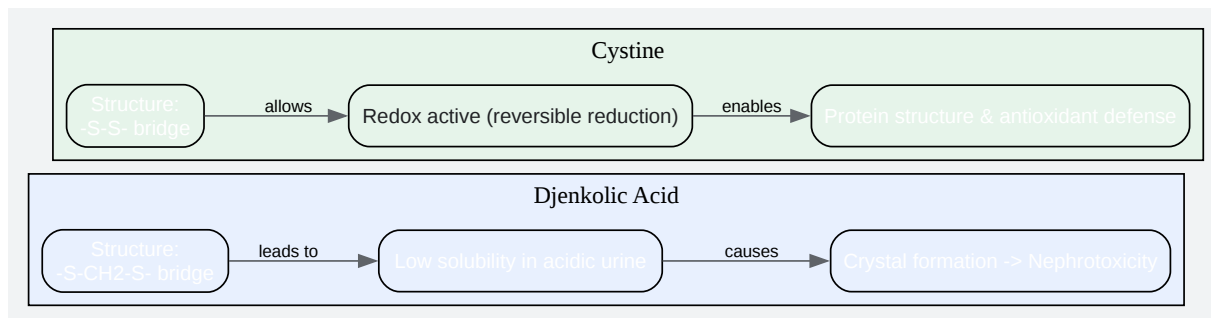 Cystine
Structure:
-S-S- bridge
allows
Redox active (reversible reduction)
enables
Protein structure & antioxidant defense
Djenkolic Acid
Structure:
-S-CH2-S- bridge
leads to
Low solubility in acidic urine
causes
Crystal formation -> Nephrotoxicity